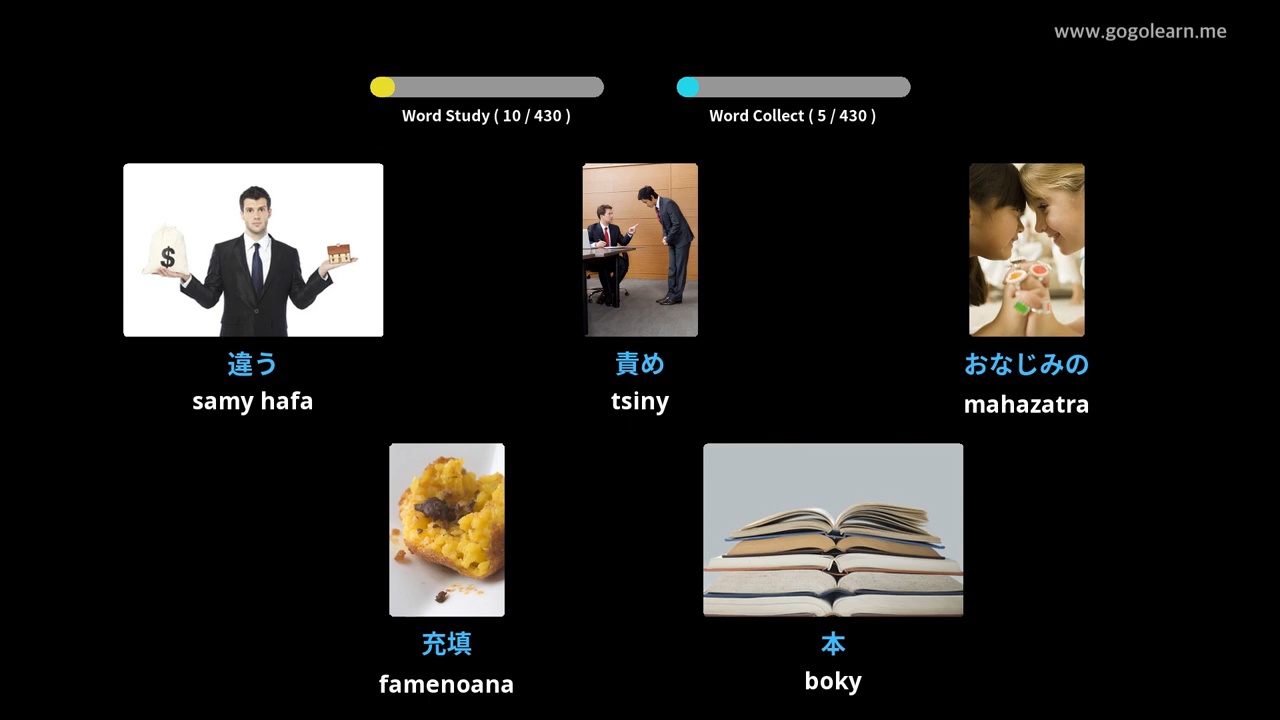 www.gogolearn.me
Word Study ( 10 / 430 )
Word Collect ( 5 / 430 )
$
違う
samy hafa
責め
tsiny
おなじみの
mahazatra
充填
famenoana
本
boky